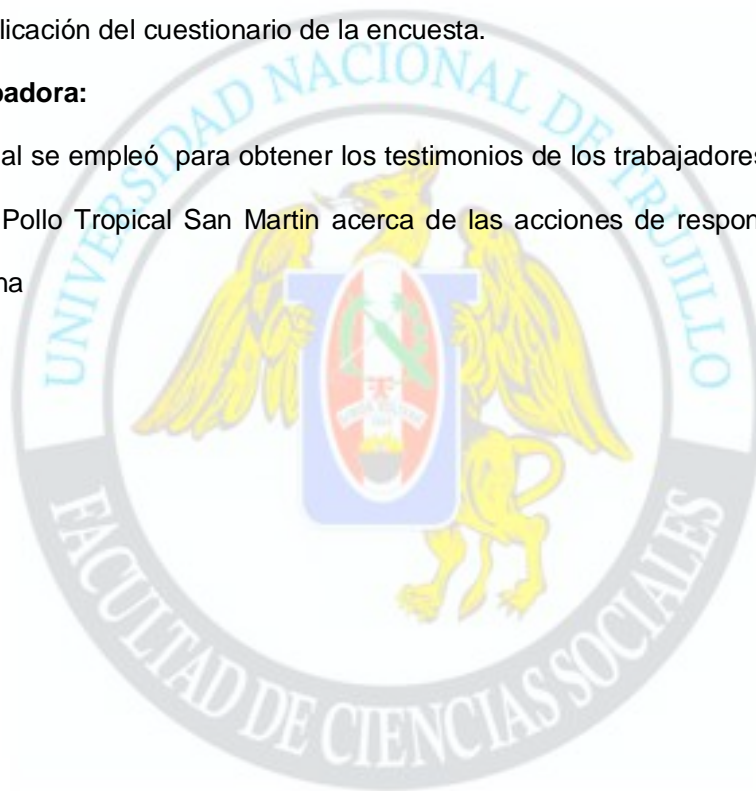 licación del cuestionario de la encuesta.
badora:
al se empleó para obtener los testimonios de los trabajadores
Pollo Tropical San Martin acerca de las acciones de respon
na
UNIVERSIDAD NACIONAL DE TRUJILLO
FACULTAD DE CIENCIAS SOCIALES